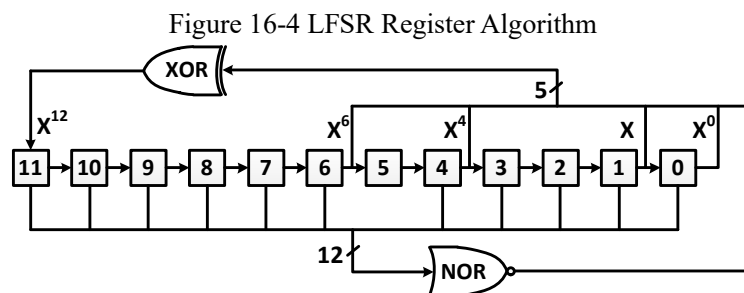 Figure 16-4 LFSR Register Algorithm
XOR
5
X12
X6
X4
X
X0
11 10 9 8 7 6 5 4 3 2 1 0
12
NOR